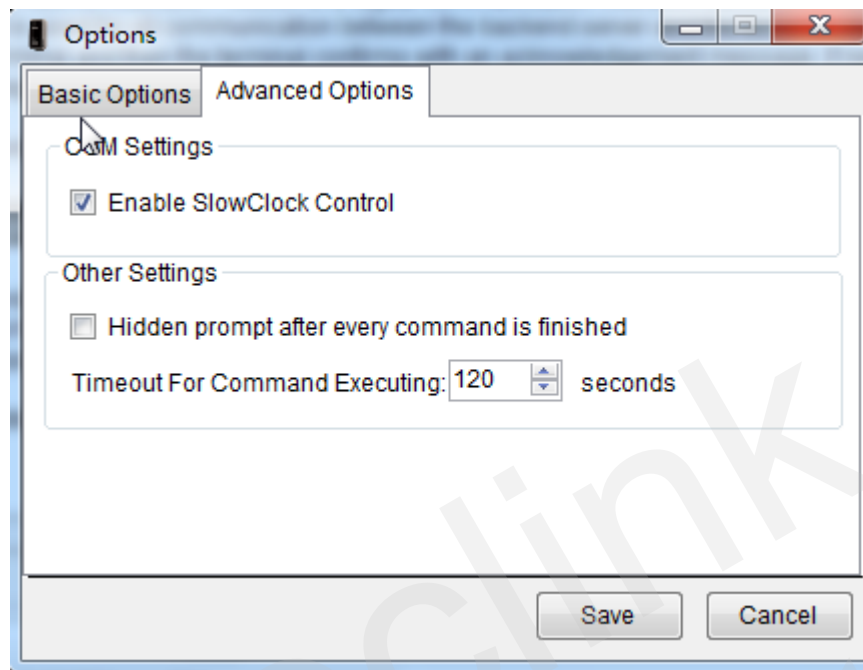 Options
Basic Options Advanced Options
COM Settings
Enable SlowClock Control
Other Settings
Hidden prompt after every command is finished
Timeout For Command Executing: 120 seconds
Save Cancel
clink